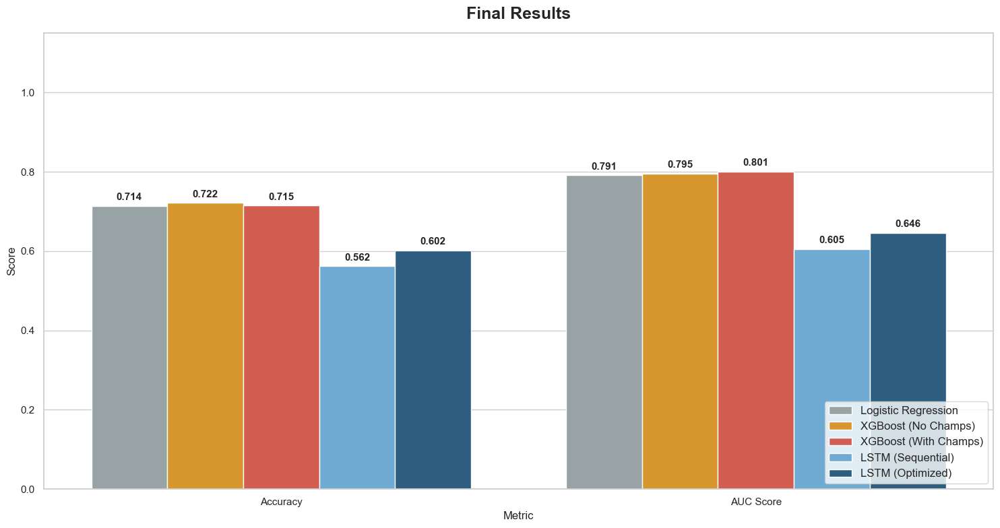 Final Results
Score
1.0
0.8
0.6
0.4
0.2
0.0
0.714
0.722
0.715
0.562
0.602
0.791
0.795
0.801
0.605
0.646
Logistic Regression
XGBoost (No Champs)
XGBoost (With Champs)
LSTM (Sequential)
LSTM (Optimized)
Accuracy
AUC Score
Metric